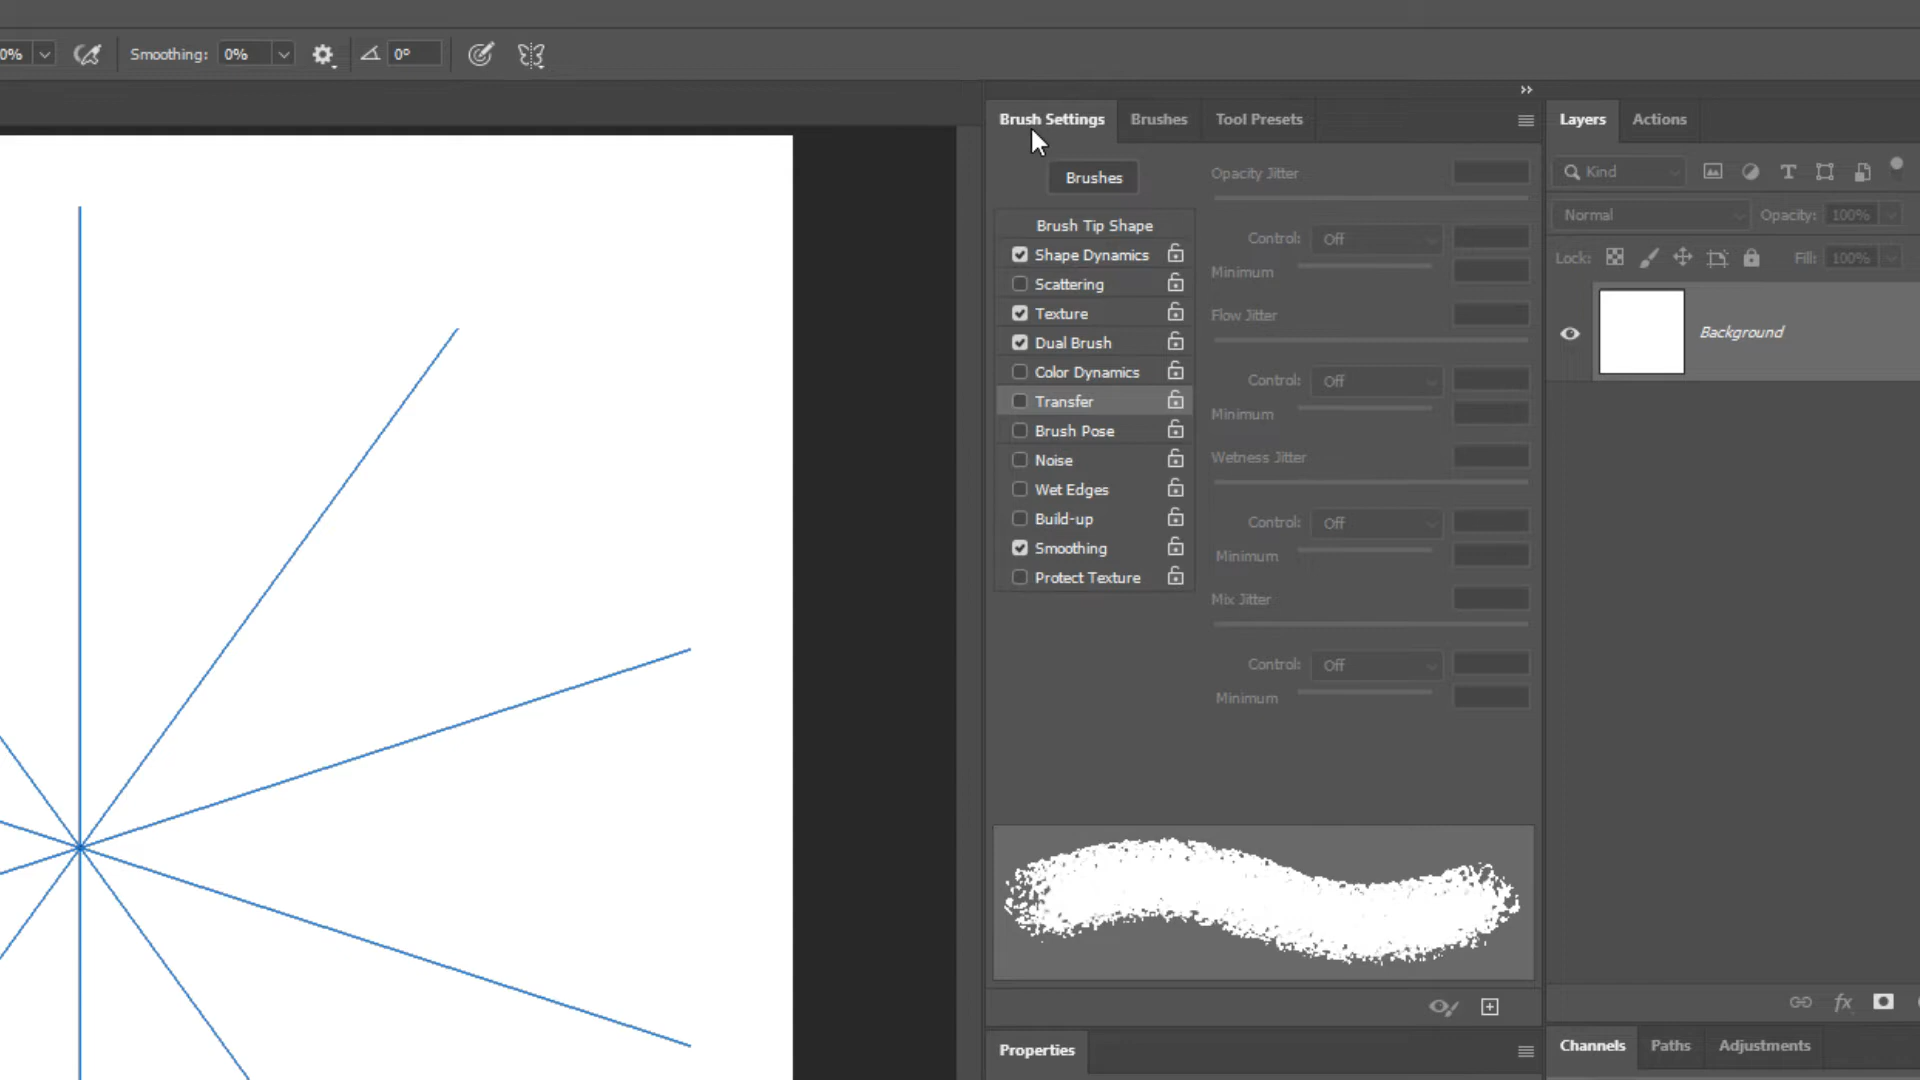 0% Smoothing: 0% 0°
Brush Settings Brushes Tool Presets Layers Actions
Brushes
Brush Tip Shape
Shape Dynamics
Scattering
Texture
Dual Brush
Color Dynamics
Transfer
Brush Pose
Noise
Wet Edges
Build-up
Smoothing
Protect Texture
Opacity Jitter
Control: Off
Minimum
Flow Jitter
Control: Off
Minimum
Wetness Jitter
Control: Off
Minimum
Mix Jitter
Control: Off
Minimum
Kind
Normal Opacity: 100%
Lock: Fill: 100%
Background
fx
Properties
Channels Paths Adjustments